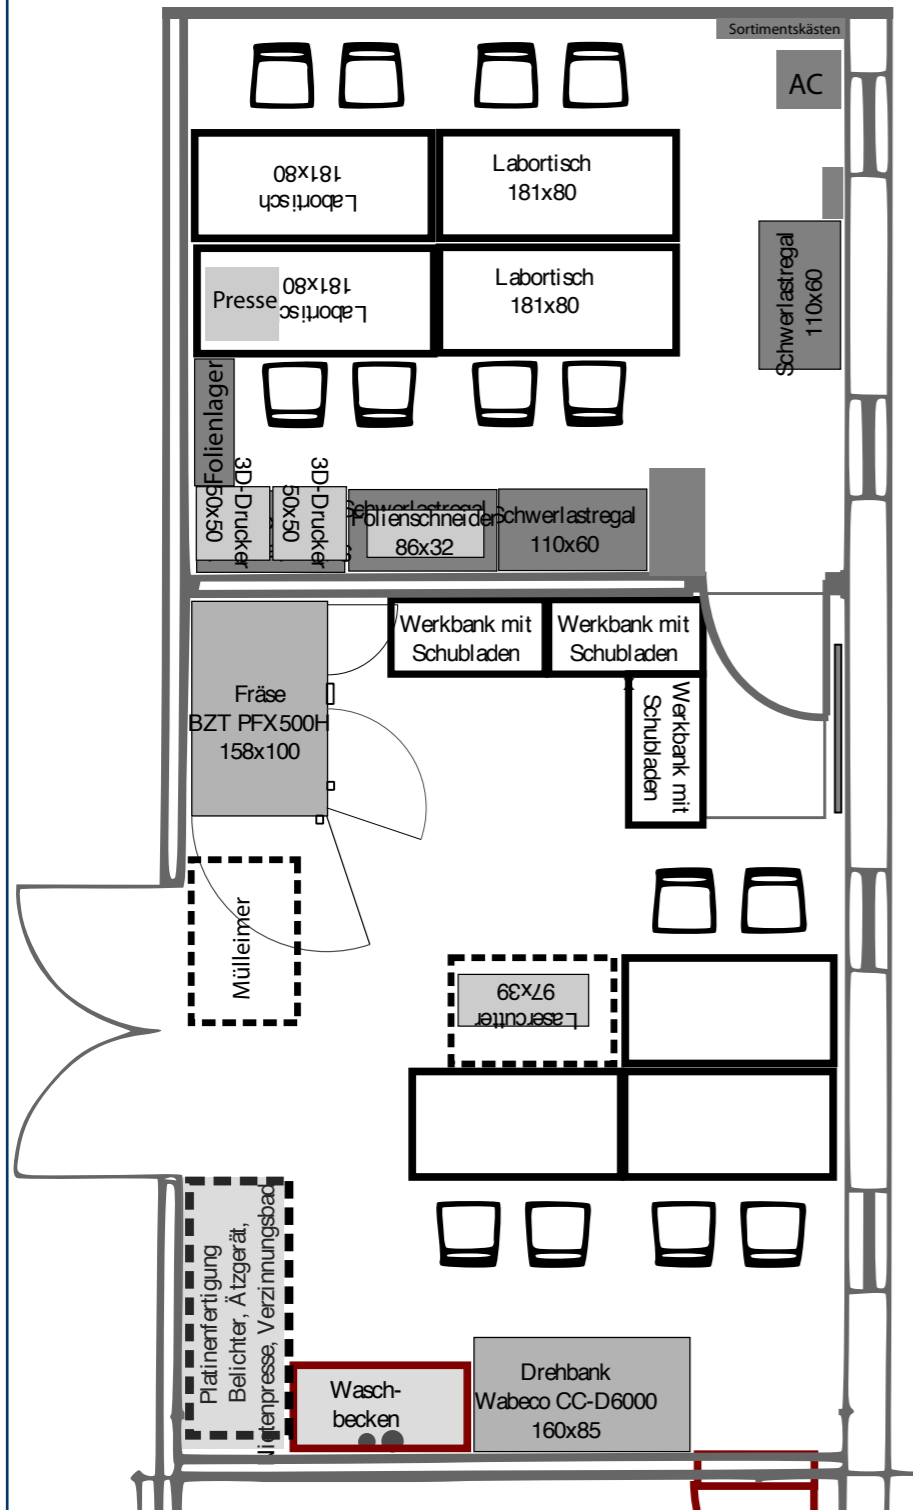 Sortimentskästen
AC
Labortisch
181x80
Labortisch
181x80
Presse
Labortisc
181x80
Labortisch
181x80
Schwerlastregal
110x60
Folienlager
3D-Drucker
50x50
3D-Drucker
50x50
Schwerlastregal
Folienschneider
86x32
Schwerlastregal
110x60
Fräse
BZT PFX500H
158x100
Werkbank mit
Schubladen
Werkbank mit
Schubladen
Werkbank mit
Schubladen
Mülleimer
Lasercutter
97x39
Platinenfertigung
Belichter, Ätzgerät,
Nietenpresse, Verzinnungsbad
Wasch-
becken
Drehbank
Wabeco CC-D6000
160x85